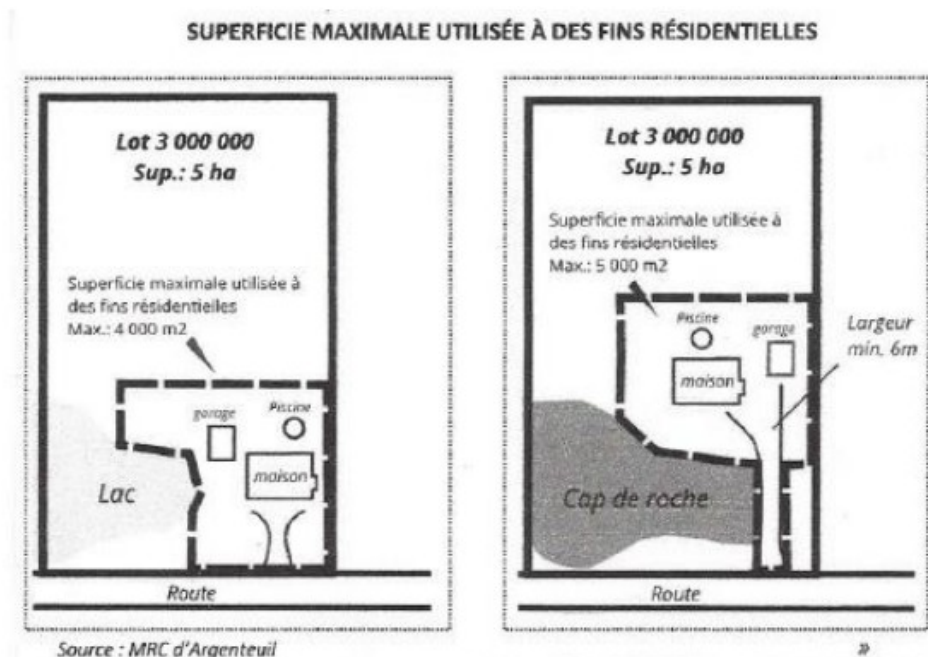 SUPERFICIE MAXIMALE UTILISÉE À DES FINS RÉSIDENTIELLES
Lot 3 000 000
Sup.: 5 ha
Superficie maximale utilisée à
des fins résidentielles
Max.: 4 000 m2
garage
Piscine
maison
Lac
Route
Lot 3 000 000
Sup.: 5 ha
Superficie maximale utilisée à
des fins résidentielles
Max.: 5 000 m2
Piscine
garage
Largeur
min. 6m
maison
Cap de roche
Route
Source : MRC d'Argenteuil
»